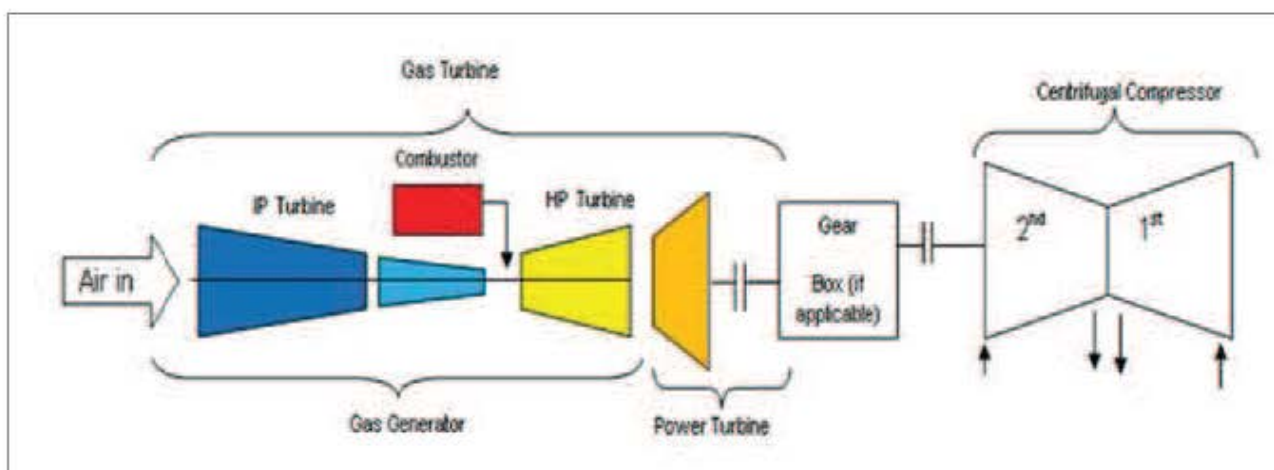 Gas Turbine
Centrifugal Compressor
Combustor
IP Turbine
HP Turbine
Air in
Gear
Box (if
applicable)
2nd
1st
Gas Generator
Power Turbine